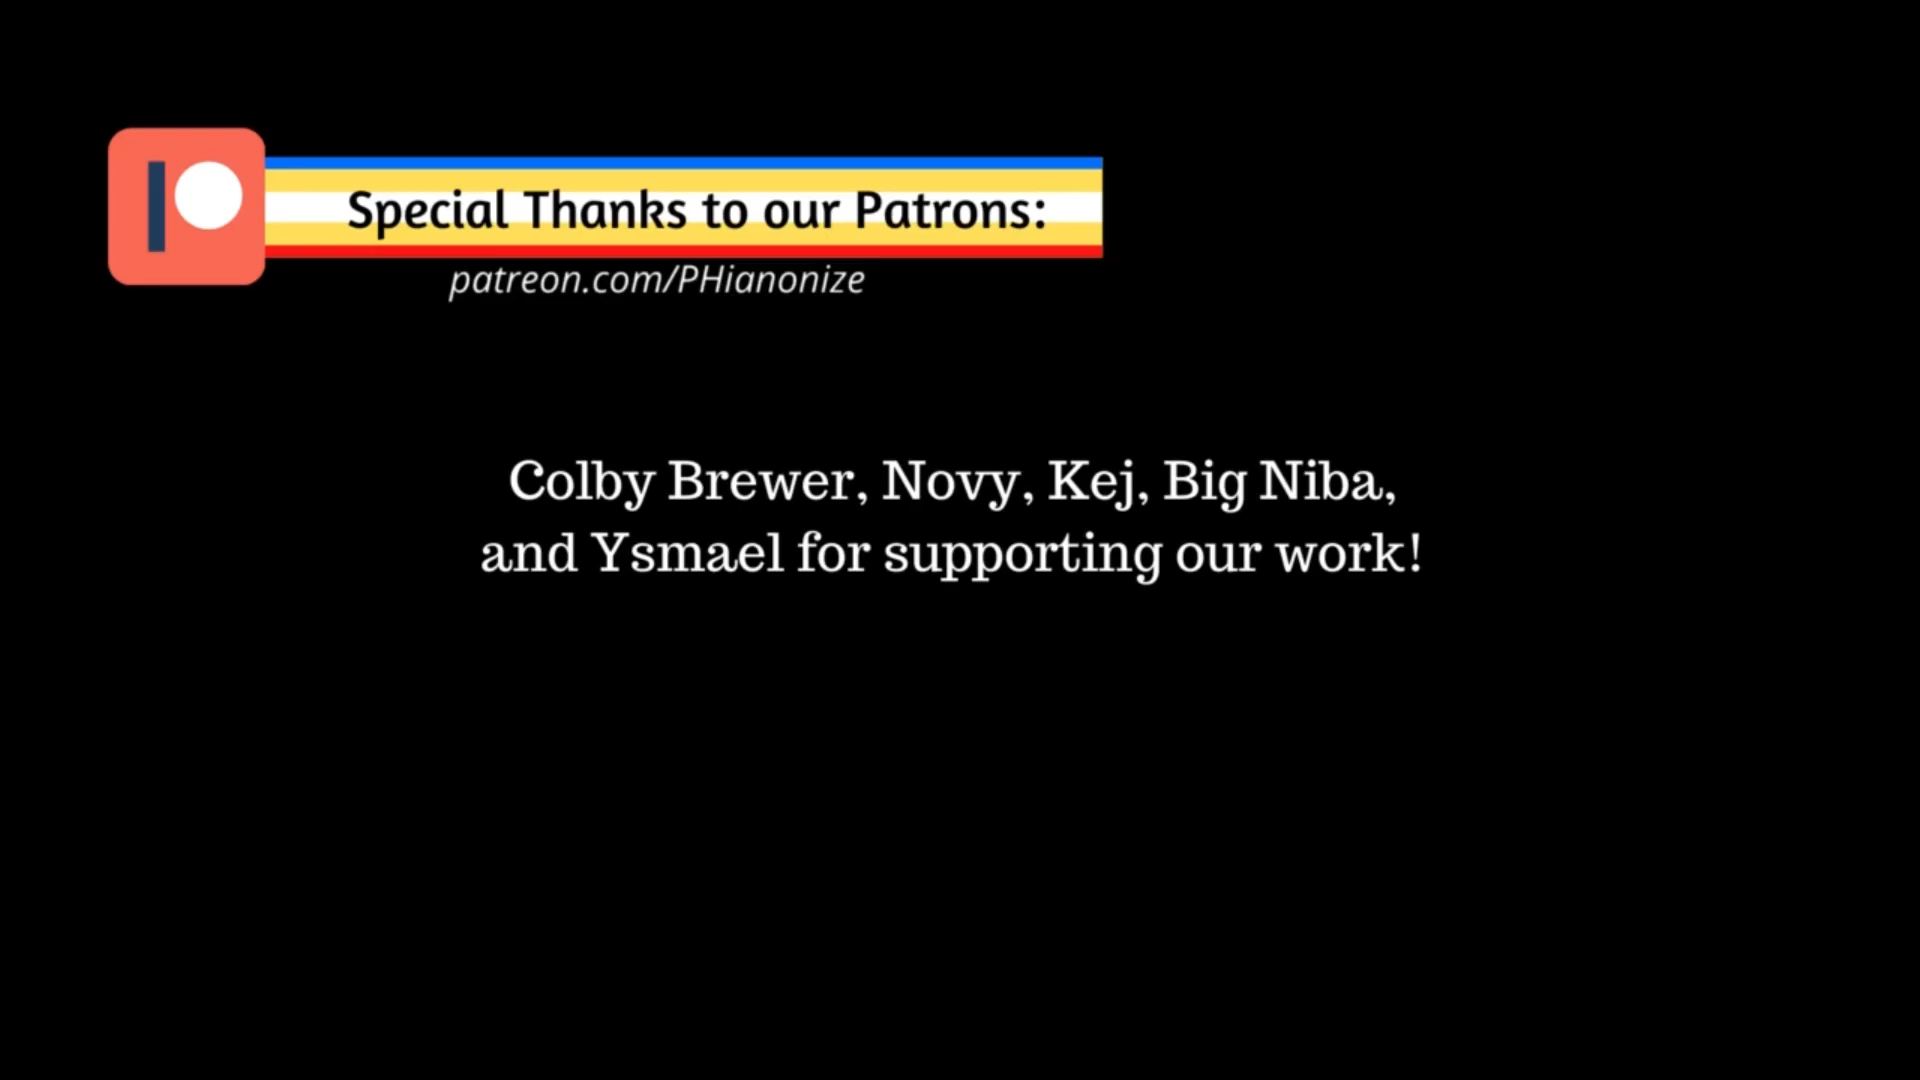 Special Thanks to our Patrons:
patreon.com/PHianonize
Colby Brewer, Novy, Kej, Big Niba,
and Ysmael for supporting our work!